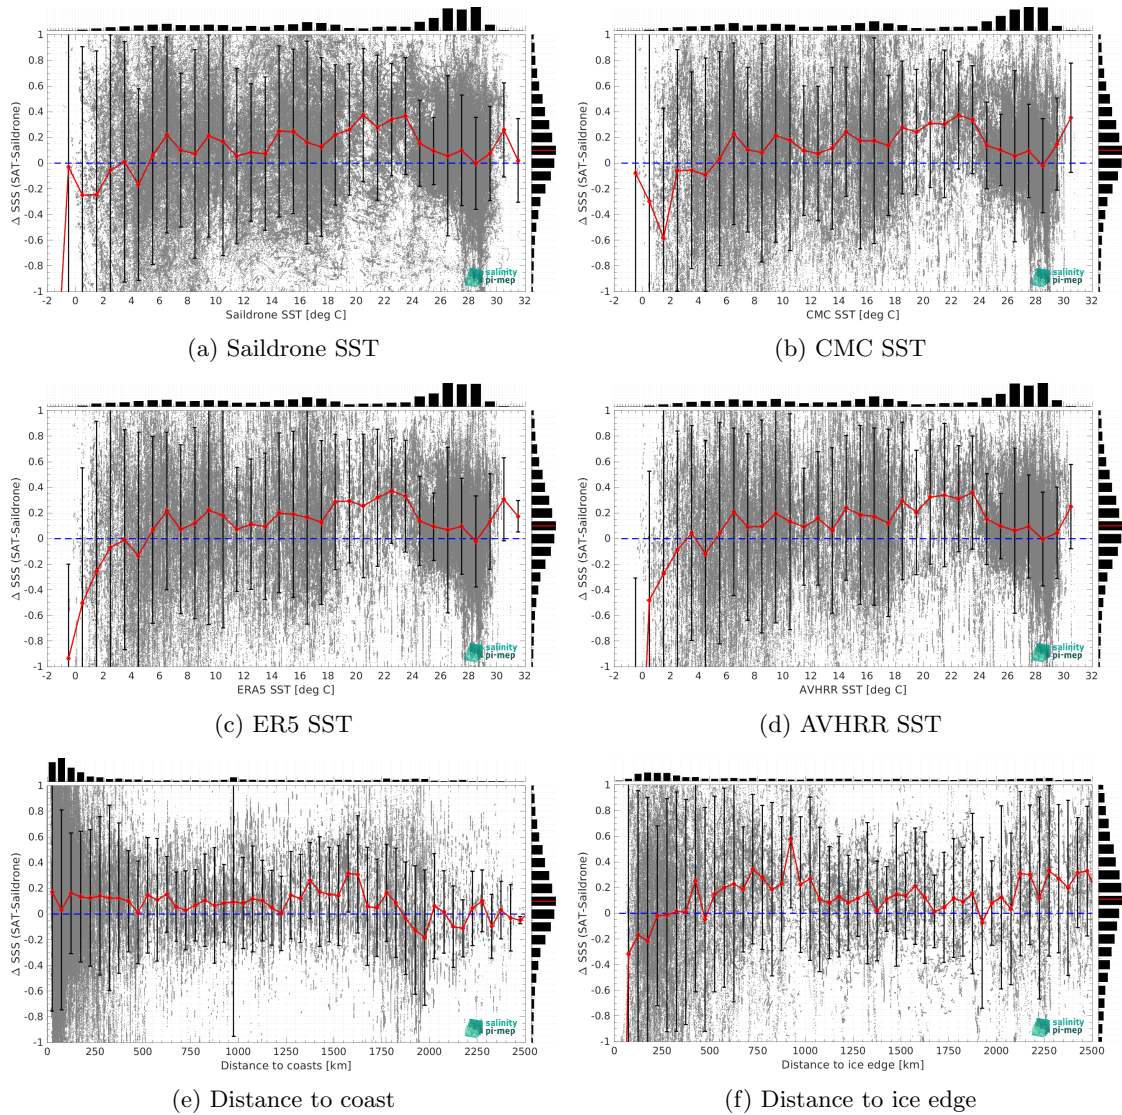 1
0.8
0.6
0.4
0.2
0
-0.2
-0.4
-0.6
-0.8
-1
Δ SSS (SAT-Saildrone)
-2 0 2 4 6 8 10 12 14 16 18 20 22 24 26 28 30 32
Saildrone SST [deg C]
salinity
pi-mep
(a) Saildrone SST
1
0.8
0.6
0.4
0.2
0
-0.2
-0.4
-0.6
-0.8
-1
Δ SSS (SAT-Saildrone)
-2 0 2 4 6 8 10 12 14 16 18 20 22 24 26 28 30 32
CMC SST [deg C]
salinity
pi-mep
(b) CMC SST
1
0.8
0.6
0.4
0.2
0
-0.2
-0.4
-0.6
-0.8
-1
Δ SSS (SAT-Saildrone)
-2 0 2 4 6 8 10 12 14 16 18 20 22 24 26 28 30 32
ERA5 SST [deg C]
salinity
pi-mep
(c) ER5 SST
1
0.8
0.6
0.4
0.2
0
-0.2
-0.4
-0.6
-0.8
-1
Δ SSS (SAT-Saildrone)
-2 0 2 4 6 8 10 12 14 16 18 20 22 24 26 28 30 32
AVHRR SST [deg C]
salinity
pi-mep
(d) AVHRR SST
1
0.8
0.6
0.4
0.2
0
-0.2
-0.4
-0.6
-0.8
-1
Δ SSS (SAT-Saildrone)
0 250 500 750 1000 1250 1500 1750 2000 2250 2500
Distance to coasts [km]
salinity
pi-mep
(e) Distance to coast
1
0.8
0.6
0.4
0.2
0
-0.2
-0.4
-0.6
-0.8
-1
Δ SSS (SAT-Saildrone)
0 250 500 750 1000 1250 1500 1750 2000 2250 2500
Distance to ice edge [km]
salinity
pi-mep
(f) Distance to ice edge